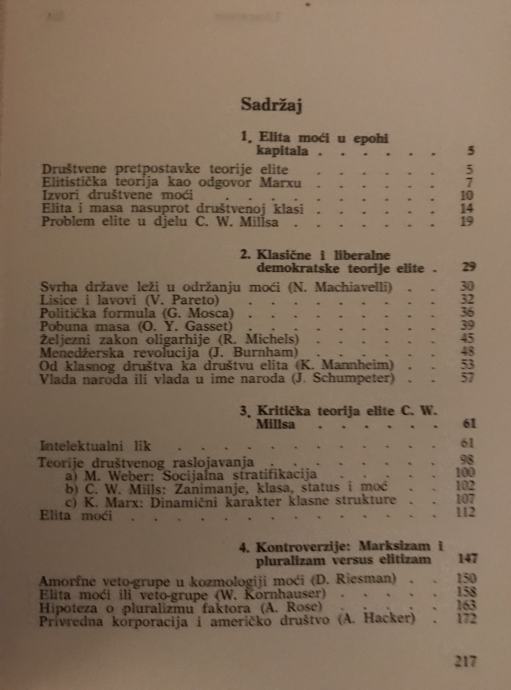 Sadržaj
1. Elita moći u epohi
kapitala . . . . . . 5
Društvene pretpostavke teorije elite . . . . . 5
Elitistička teorija kao odgovor Marxu . . . . 7
Izvori društvene moći . . . . . . . . 10
Elita i masa nasuprot društvenoj klasi . . . . . 14
Problem elite u djelu C. W. Millsa . . . . . 19
2. Klasične i liberalne
demokratske teorije elite . 29
Svrha države leži u održanju moći (N. Machiavelli) . . 30
Lisice i lavovi (V. Pareto) . . . . . . . 32
Politička formula (G. Mosca) . . . . . . . 36
Pobuna masa (O. Y. Gasset) . . . . . . . 39
Željezni zakon oligarhije (R. Michels) . . . . . 45
Menedžerska revolucija (J. Burnham) . . . . . 48
Od klasnog društva ka društvu elita (K. Mannheim) . . 53
Vlada naroda ili vlada u ime naroda (J. Schumpeter) . . 57
3. Kritička teorija elite C. W.
Millsa . . . . . . 61
Intelektualni lik . . . . . . . . . 61
Teorije društvenog raslojavanja . . . . . . 98
a) M. Weber: Socijalna stratifikacija . . . . . 100
b) C. W. Mills: Zanimanje, klasa, status i moć . . 102
c) K. Marx: Dinamični karakter klasne strukture . . 107
Elita moći . . . . . . . . . . . 112
4. Kontroverzije: Marksizam i
pluralizam versus elitizam 147
Amorfne veto-grupe u kozmologiji moći (D. Riesman) . . 150
Elita moći ili veto-grupe (W. Kornhauser) . . . . . 158
Hipoteza o pluralizmu faktora (A. Rose) . . . . . 163
Privredna korporacija i američko društvo (A. Hacker) . 172
217